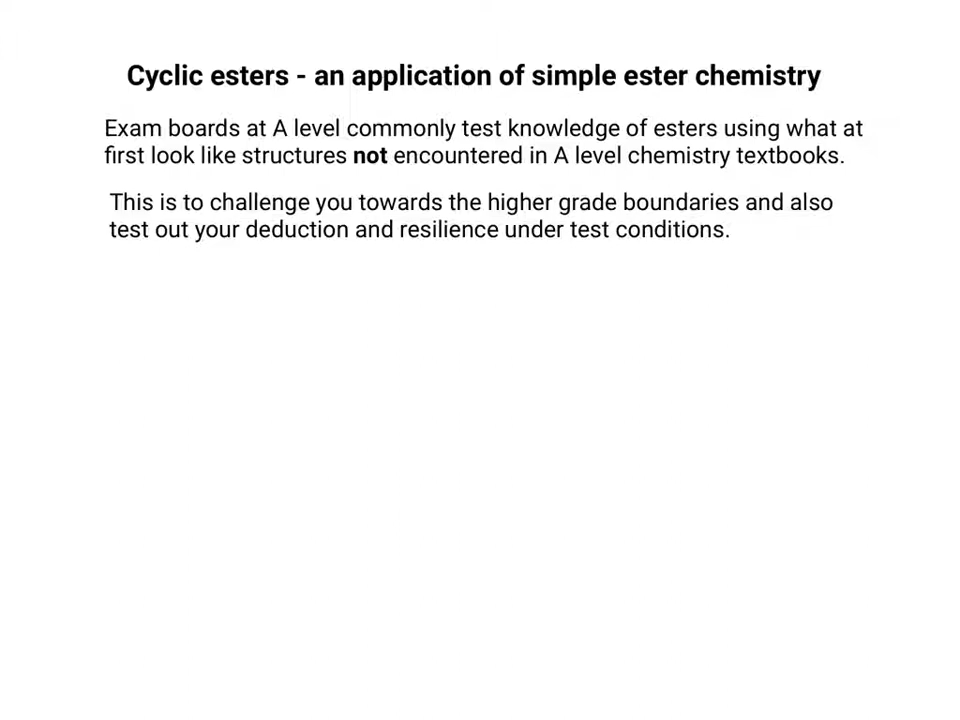 Cyclic esters - an application of simple ester chemistry
Exam boards at A level commonly test knowledge of esters using what at
first look like structures not encountered in A level chemistry textbooks.
This is to challenge you towards the higher grade boundaries and also
test out your deduction and resilience under test conditions.